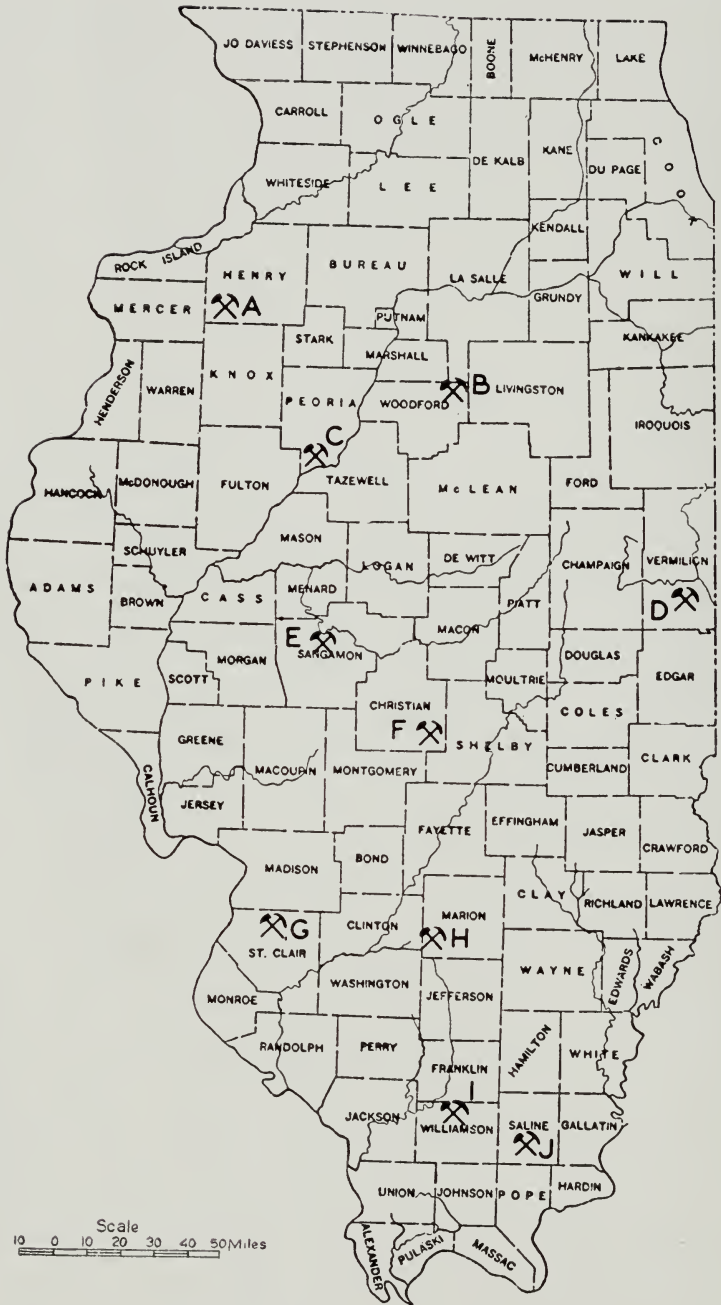 JO DAVIESS STEPHENSON WINNEBAGO BOONE McHENRY LAKE
CARROLL OGLE DE KALB KANE DU PAGE COOK
WHITESIDE LEE KENDALL
ROCK ISLAND HENRY BUREAU LA SALLE GRUNDY WILL
MERCER A PUTNAM KANKAKEE
HENDERSON WARREN KNOX STARK MARSHALL
PEORIA WOODFORD B LIVINGSTON IROQUOIS
C
HANCOCK McDONOUGH FULTON TAZEWELL McLEAN FORD
SCHUYLER MASON LOGAN DE WITT CHAMPAIGN VERMILION
ADAMS BROWN CASS MENARD MACON PIATT D
E SANGAMON
PIKE SCOTT MORGAN MOULTRIE DOUGLAS EDGAR
CHRISTIAN COLES
GREENE F SHELBY
CALHOUN MACOUPIN MONTGOMERY CUMBERLAND CLARK
JERSEY
FAYETTE EFFINGHAM JASPER CRAWFORD
MADISON BOND
CLAY RICHLAND LAWRENCE
G CLINTON MARION H
ST. CLAIR
WASHINGTON WAYNE EDWARDS WABASH
MONROE JEFFERSON
RANDOLPH PERRY HAMILTON WHITE
FRANKLIN
I
JACKSON WILLIAMSON SALINE GALLATIN
J
UNION JOHNSON POPE HARDIN
ALEXANDER PULASKI MASSAC
Scale
10 0 10 20 30 40 50 Miles